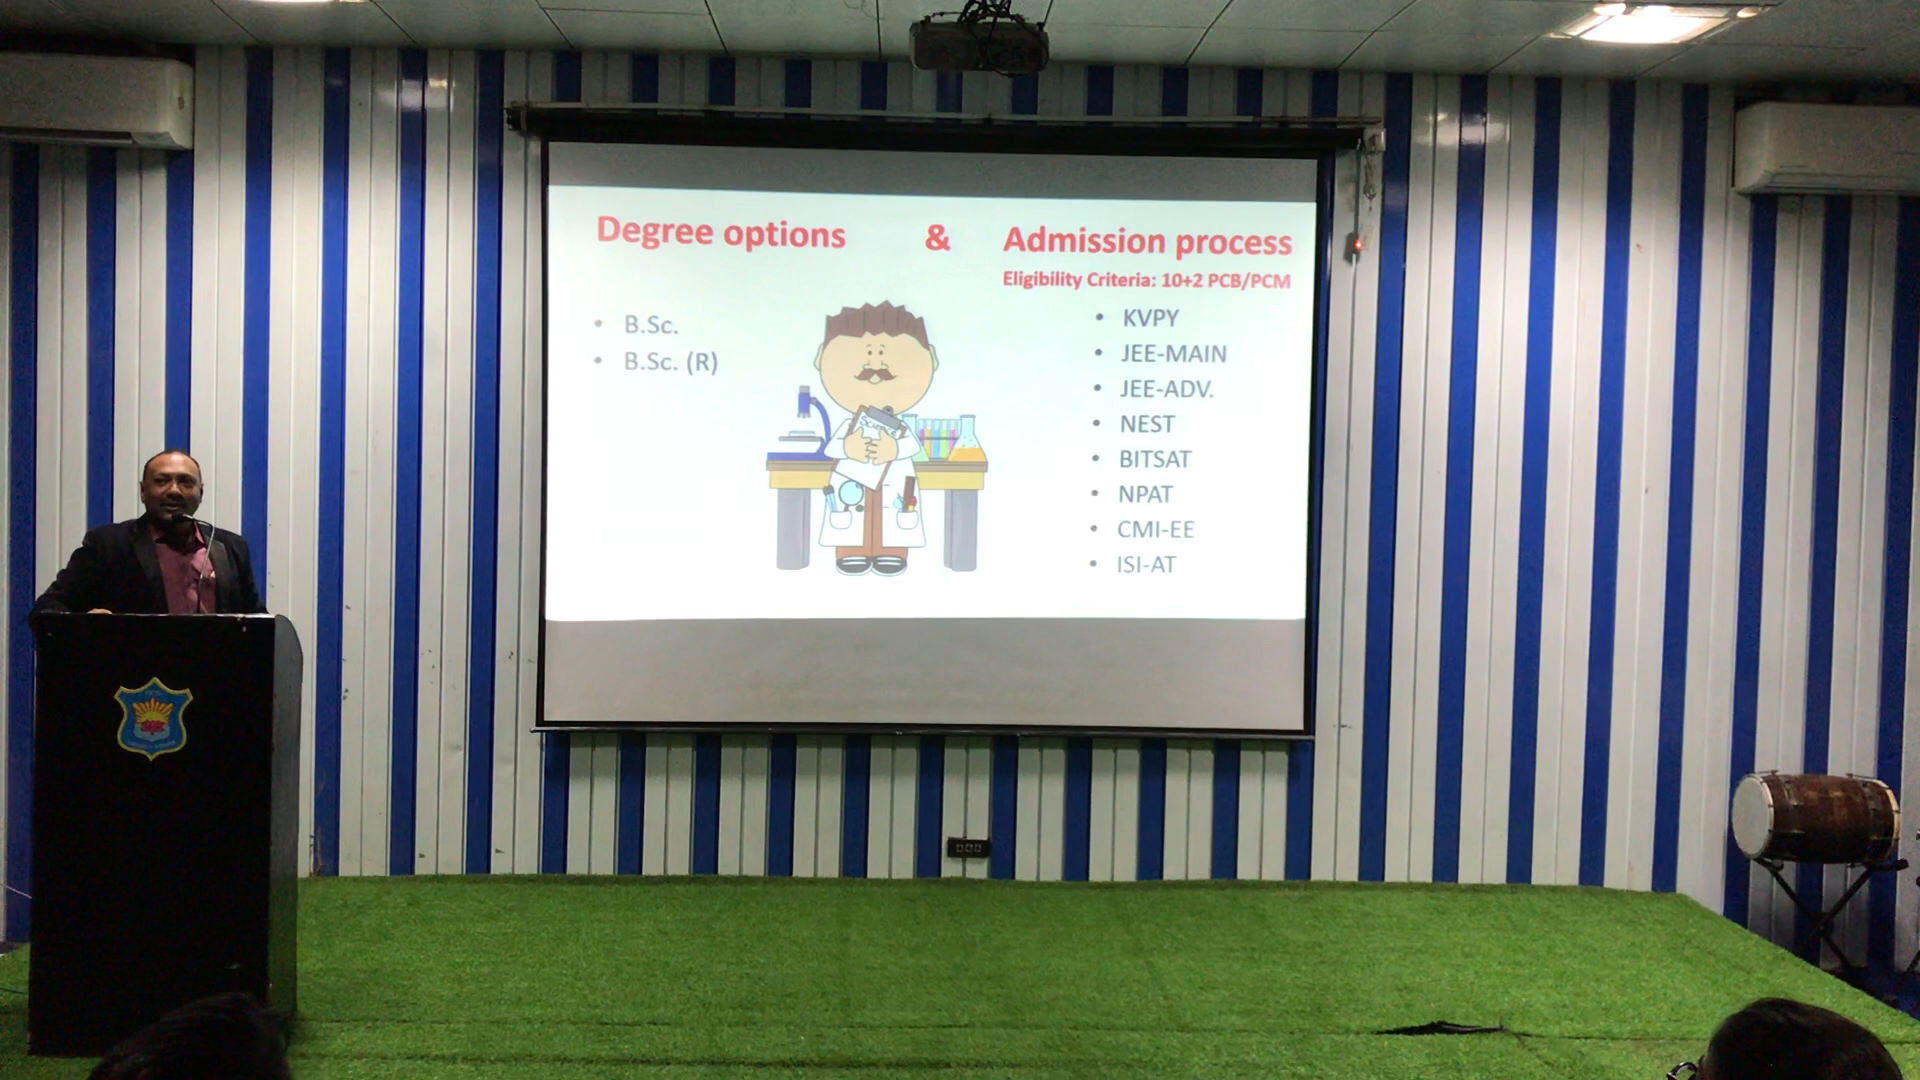 Degree options & Admission process
Eligibility Criteria: 10+2 PCB/PCM
• B.Sc.
• B.Sc. (R)
Science
• KVPY
• JEE-MAIN
• JEE-ADV.
• NEST
• BITSAT
• NPAT
• CMI-EE
• ISI-AT